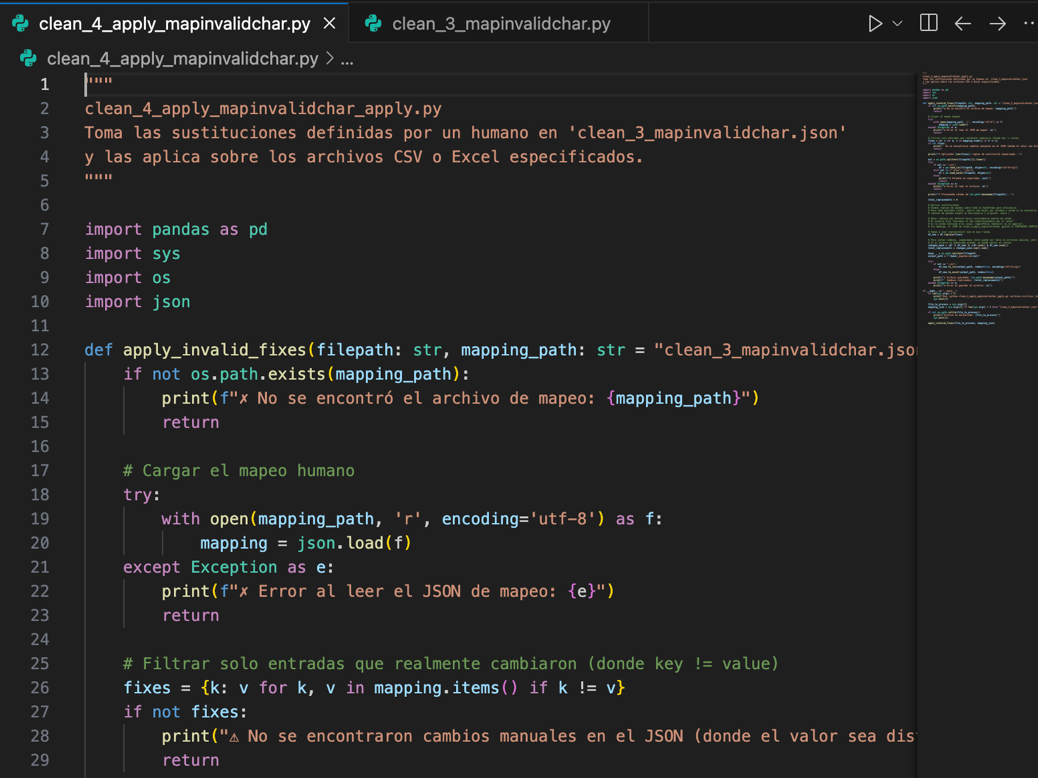 clean_4_apply_mapinvalidchar.py clean_3_mapinvalidchar.py
clean_4_apply_mapinvalidchar.py > ...
1 """
2 clean_4_apply_mapinvalidchar_apply.py
3 Toma las sustituciones definidas por un humano en 'clean_3_mapinvalidchar.json'
4 y las aplica sobre los archivos CSV o Excel especificados.
5 """
6
7 import pandas as pd
8 import sys
9 import os
10 import json
11
12 def apply_invalid_fixes(filepath: str, mapping_path: str = "clean_3_mapinvalidchar.jso
13 if not os.path.exists(mapping_path):
14 print(f"✗ No se encontró el archivo de mapeo: {mapping_path}")
15 return
16
17 # Cargar el mapeo humano
18 try:
19 with open(mapping_path, 'r', encoding='utf-8') as f:
20 mapping = json.load(f)
21 except Exception as e:
22 print(f"✗ Error al leer el JSON de mapeo: {e}")
23 return
24
25 # Filtrar solo entradas que realmente cambiaron (donde key != value)
26 fixes = {k: v for k, v in mapping.items() if k != v}
27 if not fixes:
28 print("⚠ No se encontraron cambios manuales en el JSON (donde el valor sea dis
29 return